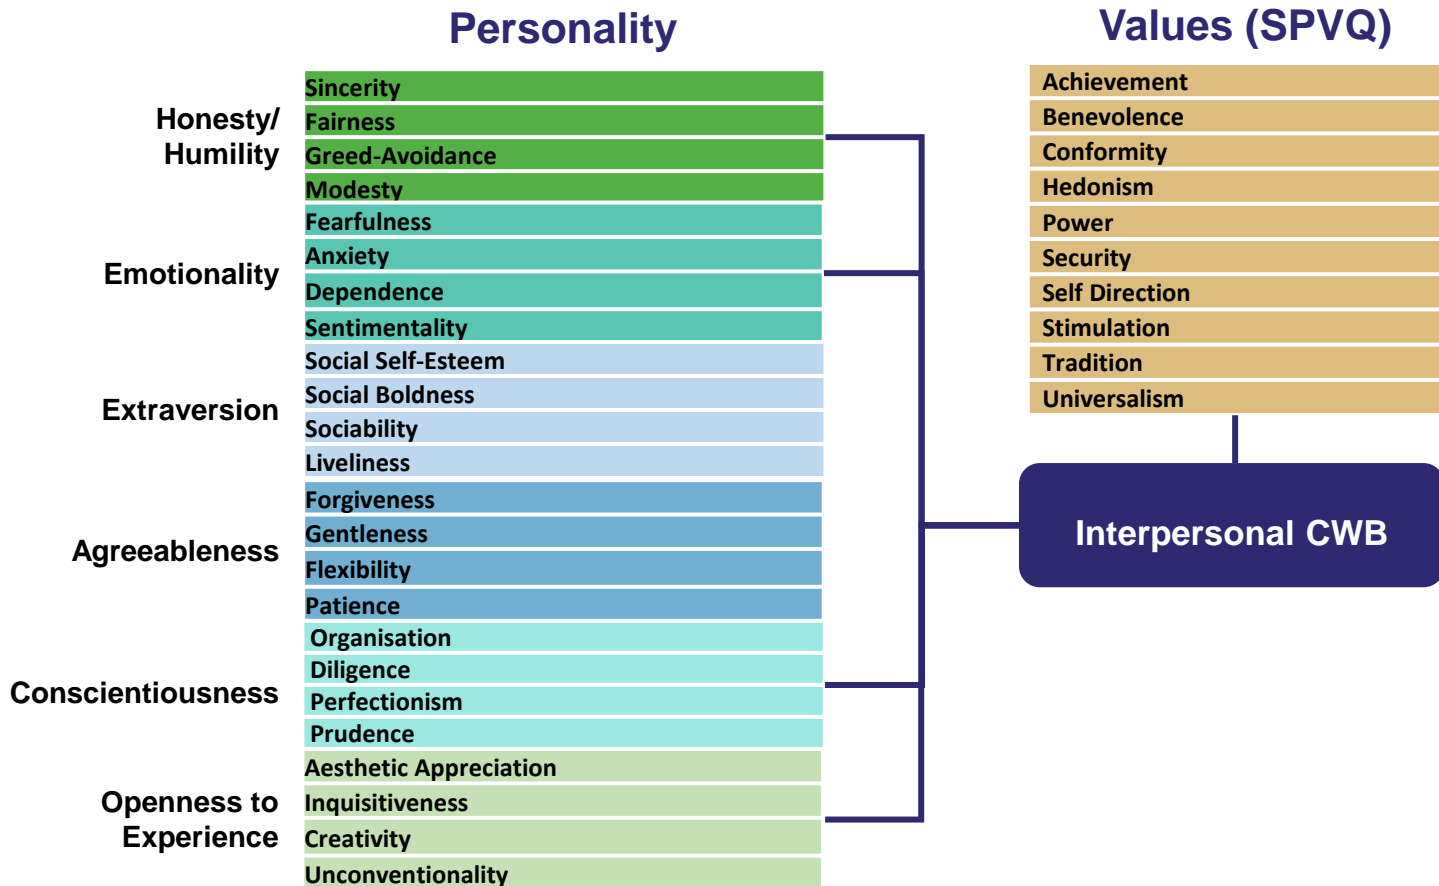 Personality
Values (SPVQ)
Honesty/
Humility
Sincerity
Fairness
Greed-Avoidance
Modesty
Emotionality
Fearfulness
Anxiety
Dependence
Sentimentality
Extraversion
Social Self-Esteem
Social Boldness
Sociability
Liveliness
Agreeableness
Forgiveness
Gentleness
Flexibility
Patience
Conscientiousness
Organisation
Diligence
Perfectionism
Prudence
Openness to
Experience
Aesthetic Appreciation
Inquisitiveness
Creativity
Unconventionality
Achievement
Benevolence
Conformity
Hedonism
Power
Security
Self Direction
Stimulation
Tradition
Universalism
Interpersonal CWB